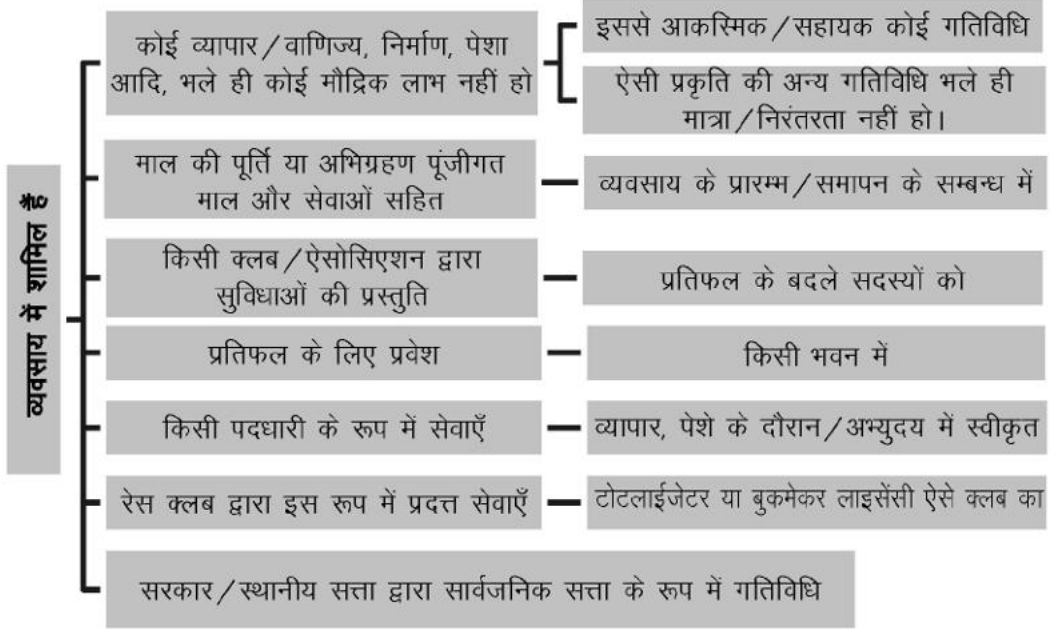 व्यवसाय में शामिल हैं
कोई व्यापार/वाणिज्य, निर्माण, पेशा
आदि, भले ही कोई मौद्रिक लाभ नहीं हो
इससे आकस्मिक/सहायक कोई गतिविधि
ऐसी प्रकृति की अन्य गतिविधि भले ही
मात्रा/निरंतरता नहीं हो।
माल की पूर्ति या अभिग्रहण पूंजीगत
माल और सेवाओं सहित
व्यवसाय के प्रारम्भ/समापन के सम्बन्ध में
किसी क्लब/ऐसोसिएशन द्वारा
सुविधाओं की प्रस्तुति
प्रतिफल के बदले सदस्यों को
प्रतिफल के लिए प्रवेश
किसी भवन में
किसी पदधारी के रूप में सेवाएँ
व्यापार, पेशे के दौरान/अभ्युदय में स्वीकृत
रेस क्लब द्वारा इस रूप में प्रदत्त सेवाएँ
टोटलाईजेटर या बुकमेकर लाइसेंसी ऐसे क्लब का
सरकार/स्थानीय सत्ता द्वारा सार्वजनिक सत्ता के रूप में गतिविधि